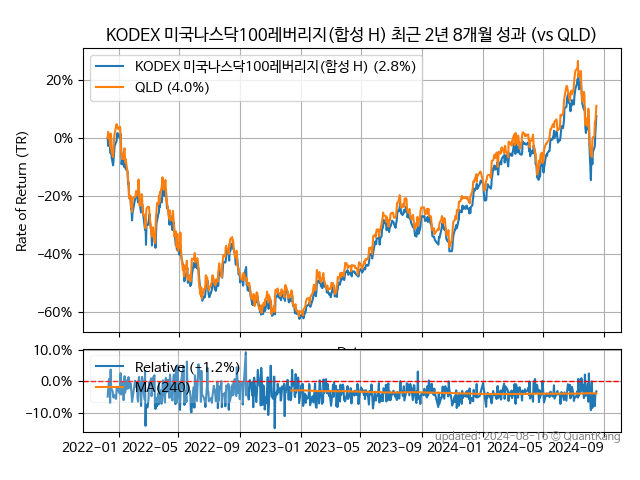 KODEX 미국나스닥100레버리지(합성 H) 최근 2년 8개월 성과 (vs QLD)
KODEX 미국나스닥100레버리지(합성 H) (2.8%)
QLD (4.0%)
Rate of Return (TR)
20%
0%
−20%
−40%
−60%
10.0%
0.0%
−10.0%
Relative (-1.2%)
MA(240)
2022−01 2022−05 2022−09 2023−01 2023−05 2023−09 2024−01 2024−05 2024−09
updated: 2024-08-16 © QuantKang